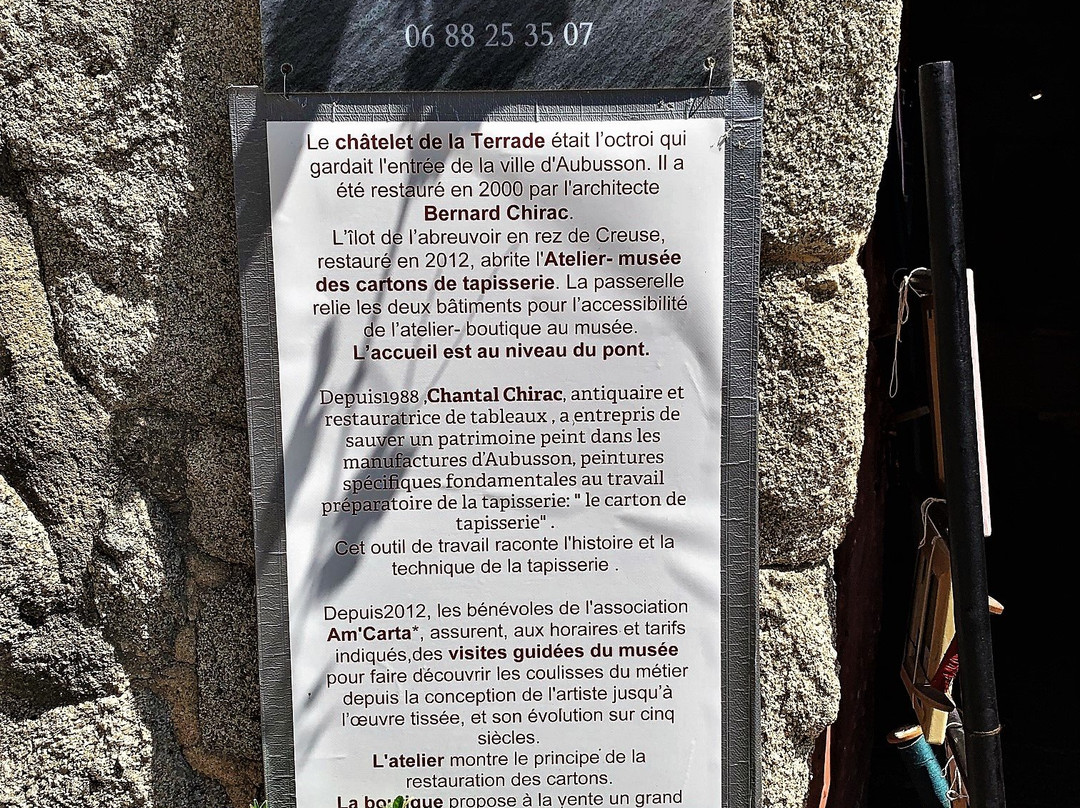 06 88 25 35 07
Le châtelet de la Terrade était l'octroi qui
gardait l'entrée de la ville d'Aubusson. Il a
été restauré en 2000 par l'architecte
Bernard Chirac.
L'îlot de l'abreuvoir en rez de Creuse,
restauré en 2012, abrite l'Atelier- musée
des cartons de tapisserie. La passerelle
relie les deux bâtiments pour l'accessibilité
de l'atelier- boutique au musée.
L'accueil est au niveau du pont.
Depuis1988 ,Chantal Chirac, antiquaire et
restauratrice de tableaux , a entrepris de
sauver un patrimoine peint dans les
manufactures d'Aubusson, peintures
spécifiques fondamentales au travail
préparatoire de la tapisserie: " le carton de
tapisserie" .
Cet outil de travail raconte l'histoire et la
technique de la tapisserie .
Depuis2012, les bénévoles de l'association
Am'Carta*, assurent, aux horaires et tarifs
indiqués,des visites guidées du musée
pour faire découvrir les coulisses du métier
depuis la conception de l'artiste jusqu'à
l'œuvre tissée, et son évolution sur cinq
siècles.
L'atelier montre le principe de la
restauration des cartons.
La boutique propose à la vente un grand